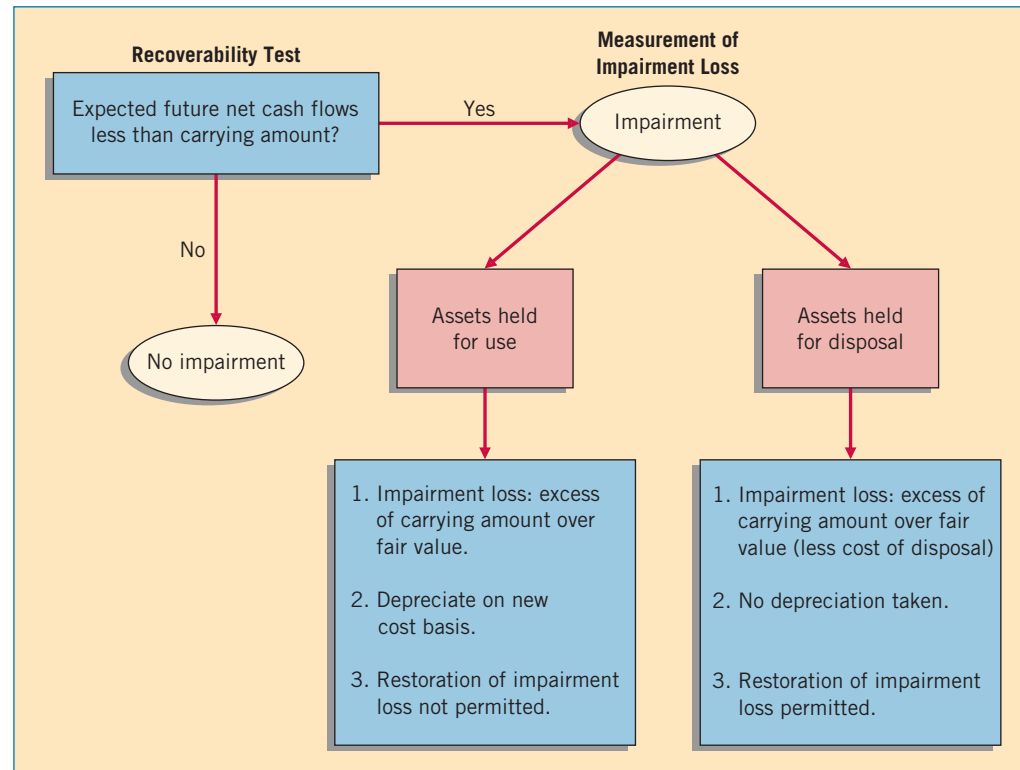 Recoverability Test
Expected future net cash flows
less than carrying amount?
Yes
Measurement of
Impairment Loss
Impairment
No
No impairment
Assets held
for use
Assets held
for disposal
1. Impairment loss: excess
of carrying amount over
fair value.
2. Depreciate on new
cost basis.
3. Restoration of impairment
loss not permitted.
1. Impairment loss: excess of
carrying amount over fair
value (less cost of disposal)
2. No depreciation taken.
3. Restoration of impairment
loss permitted.